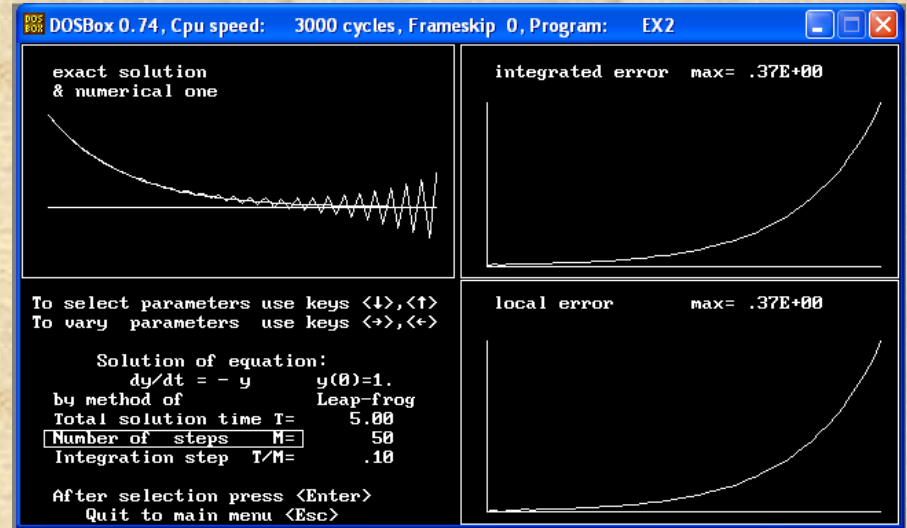 DOSBox 0.74, Cpu speed: 3000 cycles, Frameskip 0, Program: EX2
exact solution
& numerical one
integrated error max= .37E+00
To select parameters use keys <↓>,<↑>
To vary parameters use keys <→>,<←>
Solution of equation:
dy/dt = - y y(0)=1.
by method of Leap-frog
Total solution time T= 5.00
Number of steps M= 50
Integration step T/M= .10
After selection press <Enter>
Quit to main menu <Esc>
local error max= .37E+00